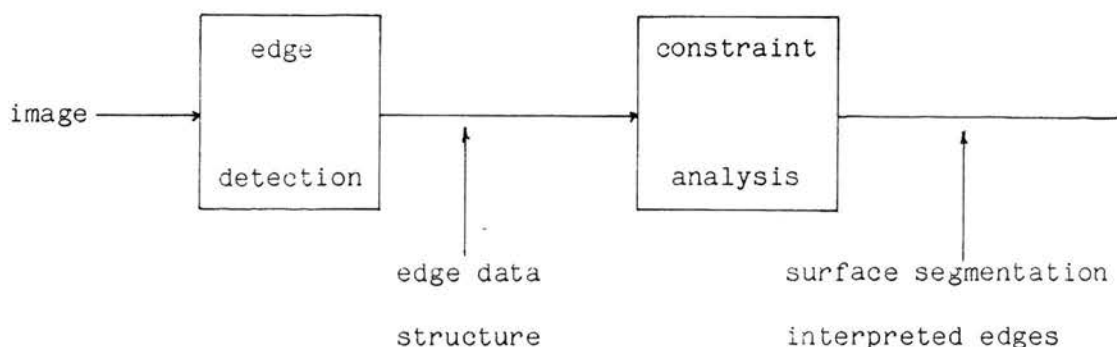 edge
constraint
image
detection
analysis
edge data
surface segmentation
structure
interpreted edges